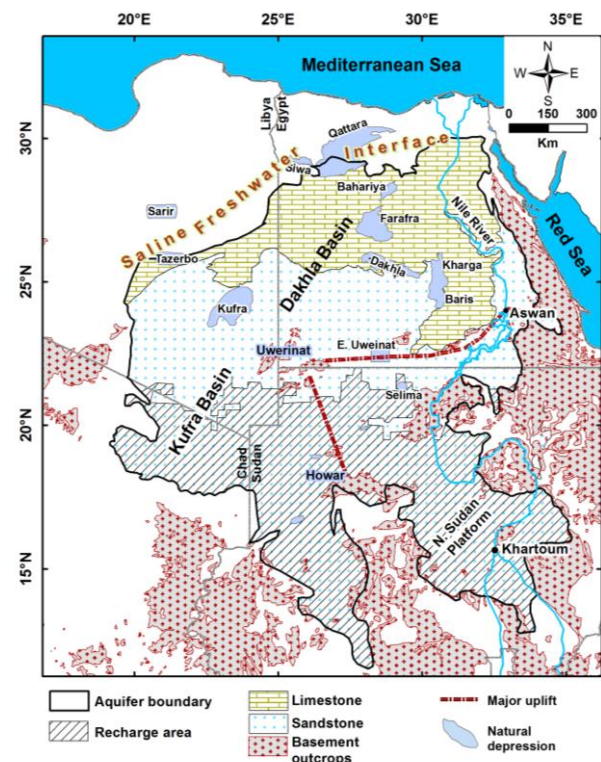 20°E
25°E
30°E
35°E
Mediterranean Sea
N
W
E
S
0
150
300
Km
30°N
25°N
20°N
15°N
Libya
Egypt
Qattara
Saline Freshwater Interface
Siwa
Bahariya
Sarir
Farafra
Nile River
Red Sea
Tazerbo
Dakhla Basin
Dakhla
Kharga
Kufra
Baris
Aswan
Uwerinat
E. Uweinat
Selima
Kufra Basin
Chad
Sudan
Howar
N. Sudan
Platform
Khartoum
Aquifer boundary
Limestone
Major uplift
Recharge area
Sandstone
Natural
depression
Basement
outcrops